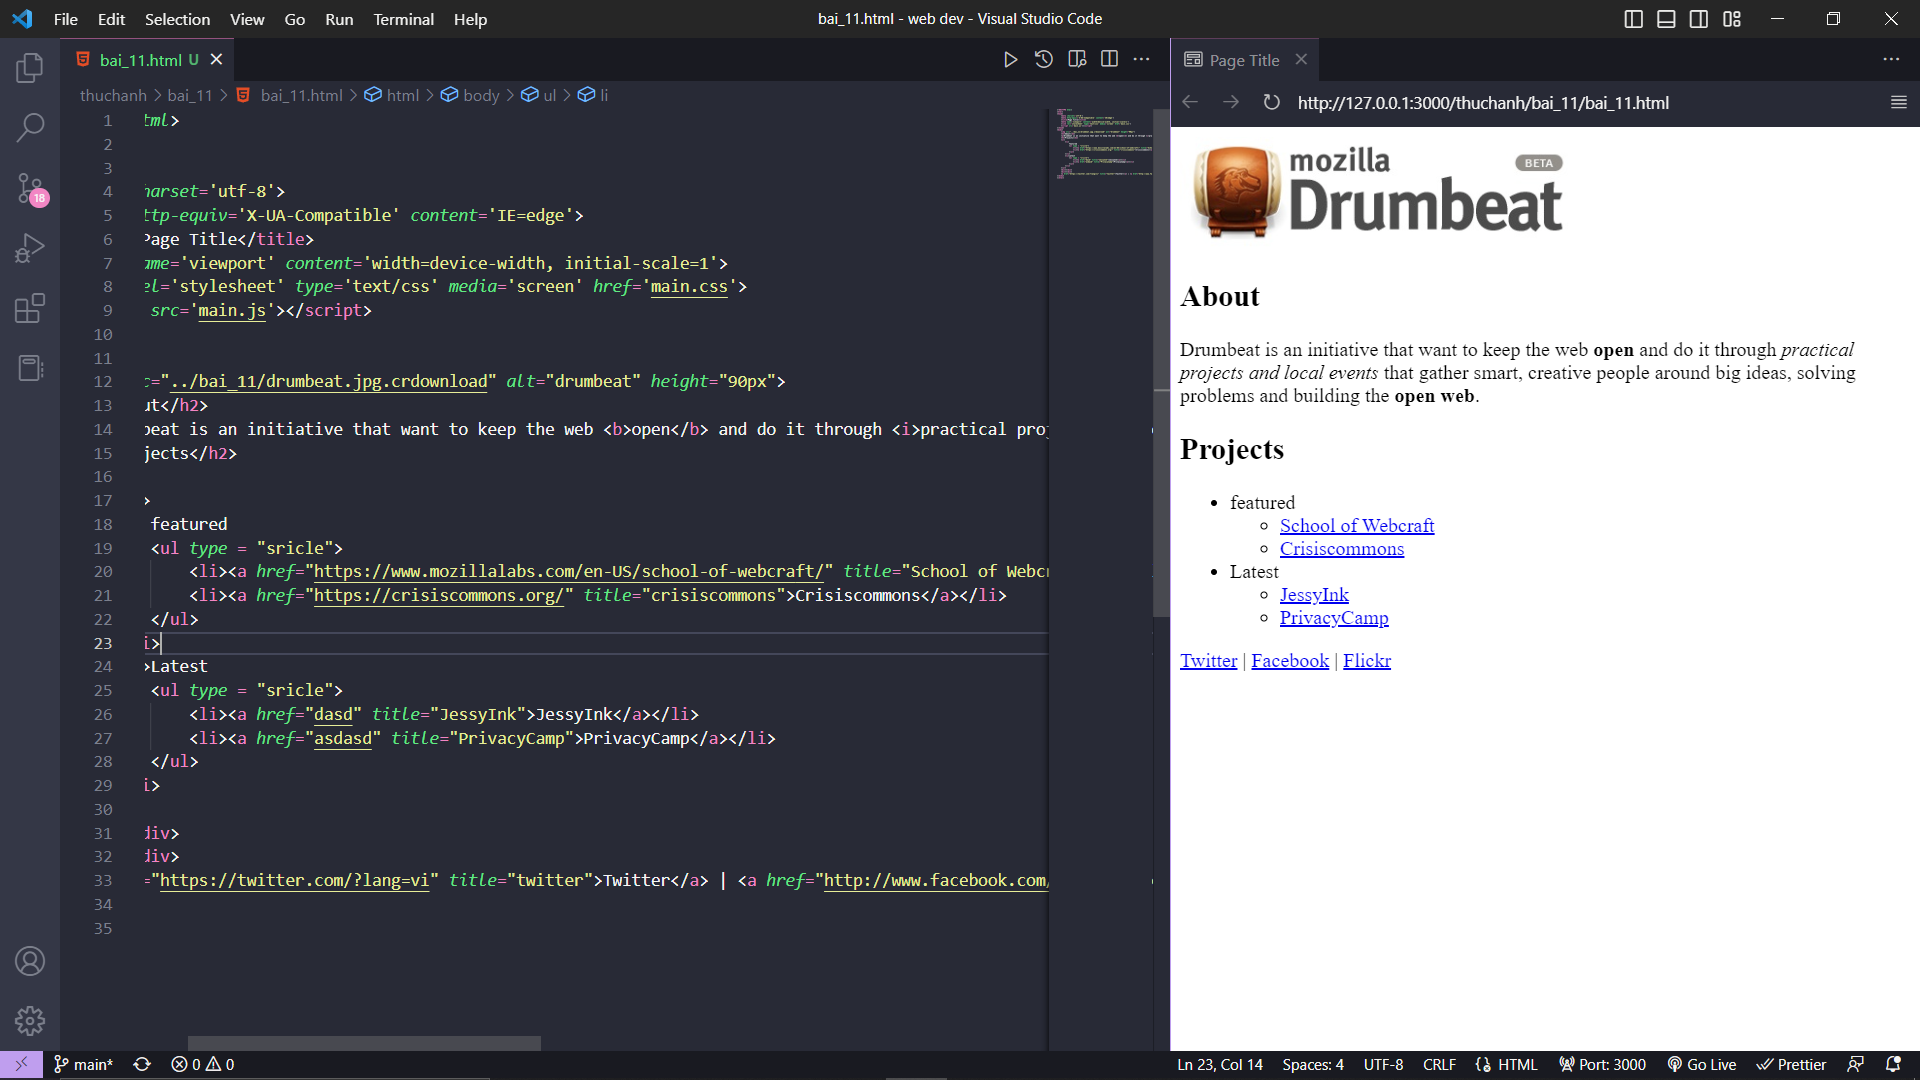 File Edit Selection View Go Run Terminal Help
bai_11.html - web dev - Visual Studio Code
bai_11.html U
thuchanh > bai_11 > bai_11.html > html > body > ul > li
1 tml>
2
3
4 harset='utf-8'>
5 ttp-equiv='X-UA-Compatible' content='IE=edge'>
6 Page Title</title>
7 ame='viewport' content='width=device-width, initial-scale=1'>
8 el='stylesheet' type='text/css' media='screen' href='main.css'>
9 src='main.js'></script>
10
11
12 c="../bai_11/drumbeat.jpg.crdownload" alt="drumbeat" height="90px">
13 ut</h2>
14 beat is an initiative that want to keep the web <b>open</b> and do it through <i>practical proj
15 jects</h2>
16
17 >
18 featured
19 <ul type = "sricle">
20 <li><a href="https://www.mozillalabs.com/en-US/school-of-webcraft/" title="School of Webcr
21 <li><a href="https://crisiscommons.org/" title="crisiscommons">Crisiscommons</a></li>
22 </ul>
23 i>
24 >Latest
25 <ul type = "sricle">
26 <li><a href="dasd" title="JessyInk">JessyInk</a></li>
27 <li><a href="asdasd" title="PrivacyCamp">PrivacyCamp</a></li>
28 </ul>
29 i>
30
31 div>
32 div>
33 ="https://twitter.com/?lang=vi" title="twitter">Twitter</a> | <a href="http://www.facebook.com/
34
35
18
Page Title
http://127.0.0.1:3000/thuchanh/bai_11/bai_11.html
mozilla BETA
Drumbeat
About
Drumbeat is an initiative that want to keep the web open and do it through practical
projects and local events that gather smart, creative people around big ideas, solving
problems and building the open web.
Projects
• featured
◦ School of Webcraft
◦ Crisiscommons
• Latest
◦ JessyInk
◦ PrivacyCamp
Twitter | Facebook | Flickr
main* 0 0
Ln 23, Col 14 Spaces: 4 UTF-8 CRLF HTML Port: 3000 Go Live Prettier